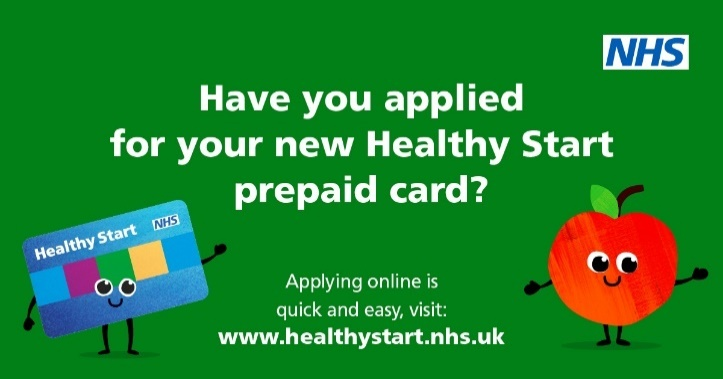 NHS
Have you applied
for your new Healthy Start
prepaid card?
NHS
Healthy Start
Applying online is
quick and easy, visit:
www.healthystart.nhs.uk